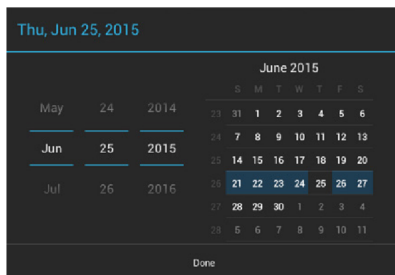 Thu, Jun 25, 2015
June 2015
S M T W T F S
May 24 2014
Jun 25 2015
Jul 26 2016
23 31 1 2 3 4 5 6
24 7 8 9 10 11 12 13
25 14 15 16 17 18 19 20
26 21 22 23 24 25 26 27
27 28 29 30 1 2 3 4
28 5 6 7 8 9 10 11
Done